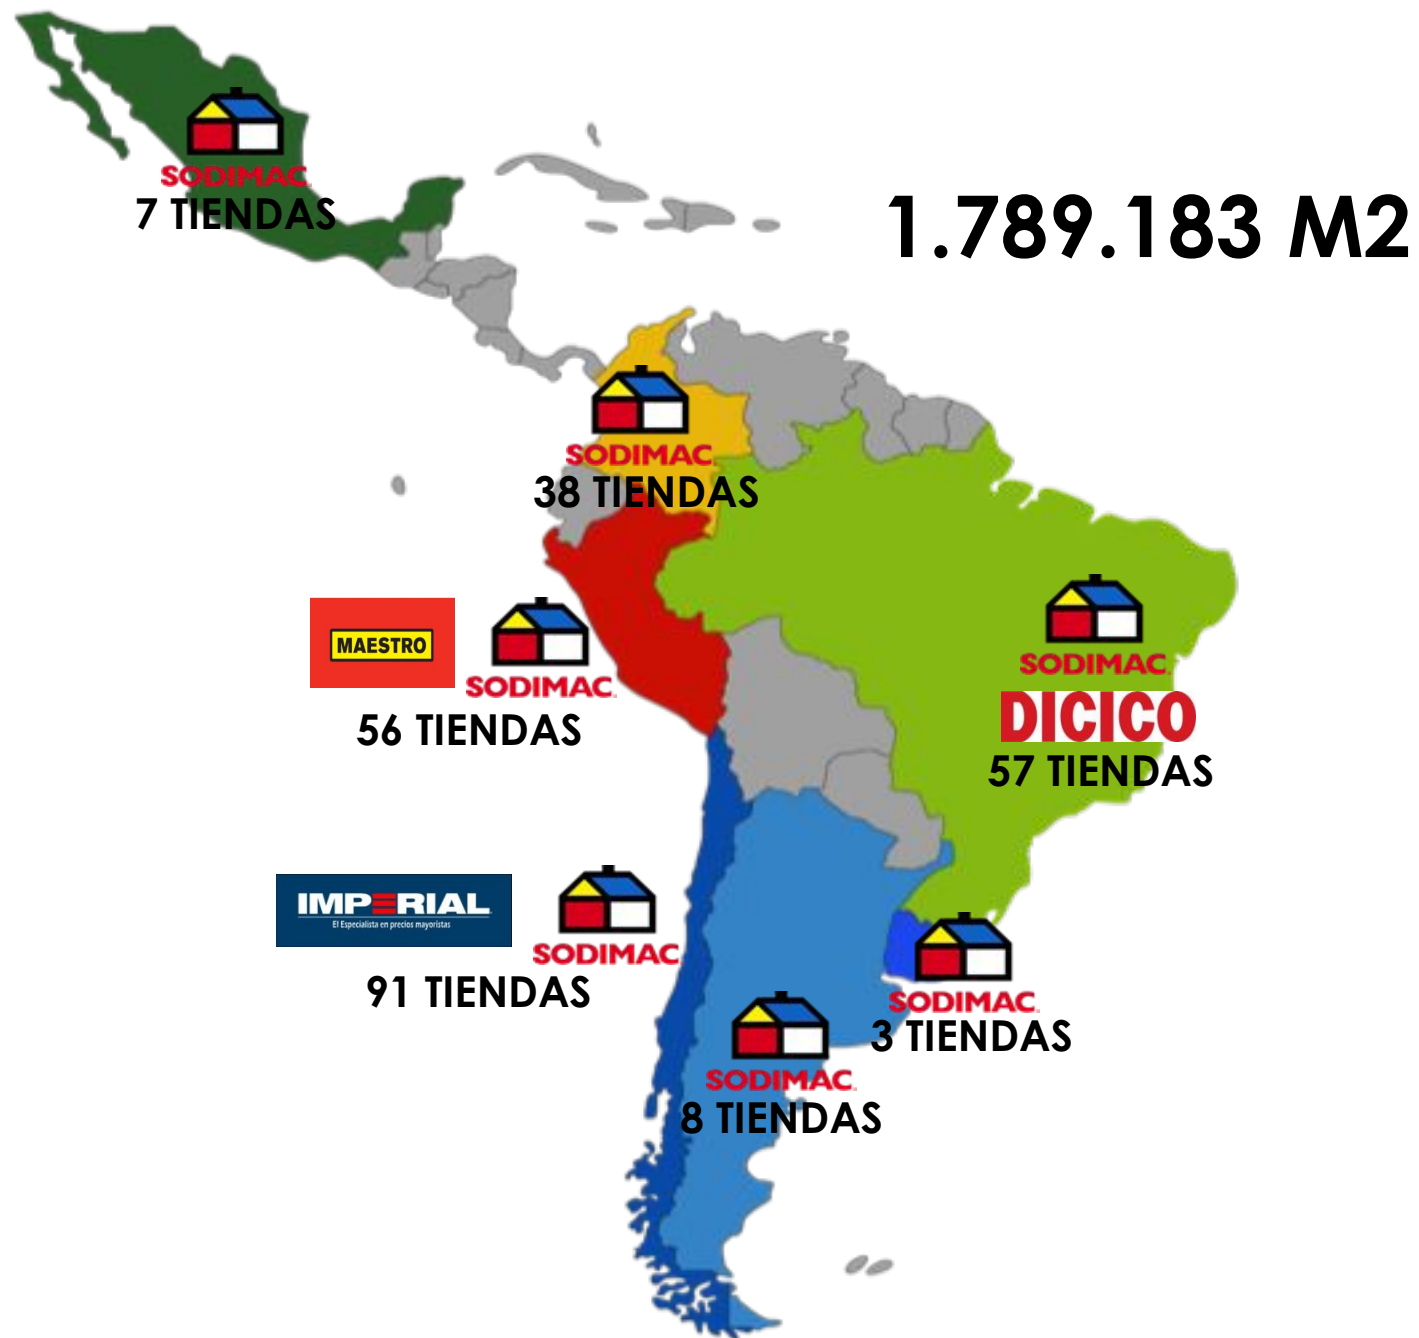 SODIMAC
7 TIENDAS
1.789.183 M2
SODIMAC
38 TIENDAS
MAESTRO
SODIMAC
56 TIENDAS
SODIMAC
DICICO
57 TIENDAS
IMPERIAL
El Especialista en precios mayoristas
SODIMAC
91 TIENDAS
SODIMAC
3 TIENDAS
SODIMAC
8 TIENDAS